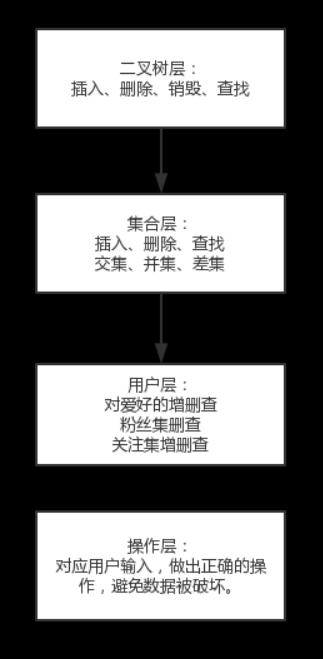 二叉树层：
插入、删除、销毁、查找
集合层：
插入、删除、查找
交集、并集、差集
用户层：
对爱好的增删查
粉丝集删查
关注集增删查
操作层：
对应用户输入，做出正确的操
作，避免数据被破坏。